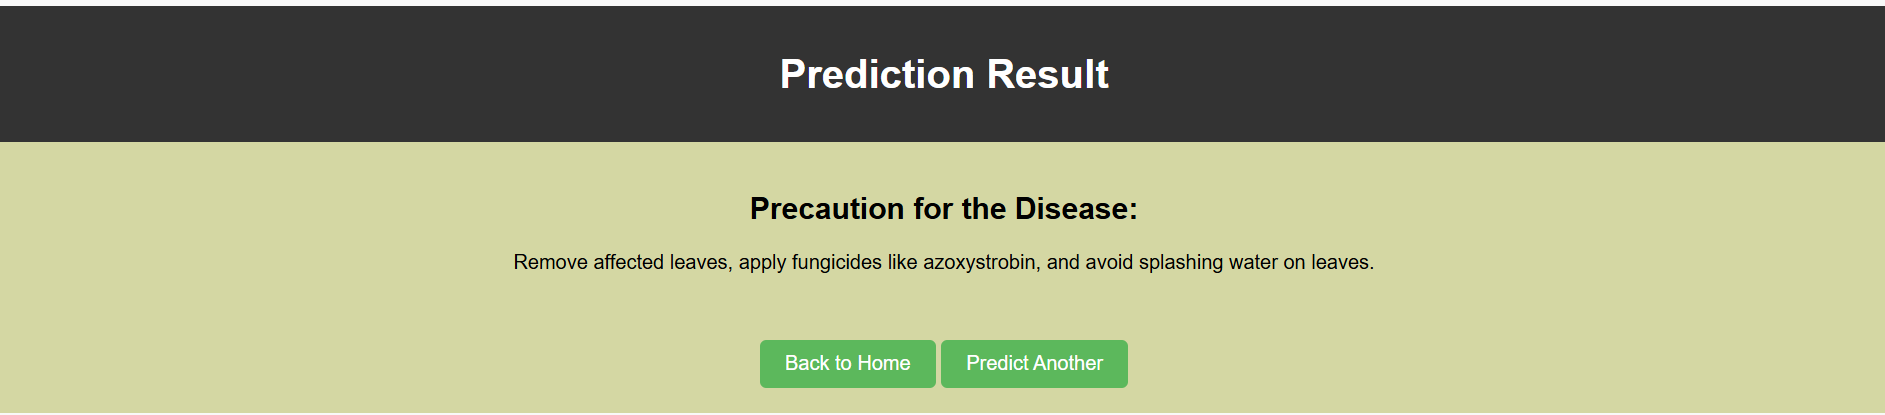 Prediction Result
Precaution for the Disease:
Remove affected leaves, apply fungicides like azoxystrobin, and avoid splashing water on leaves.
Back to Home Predict Another